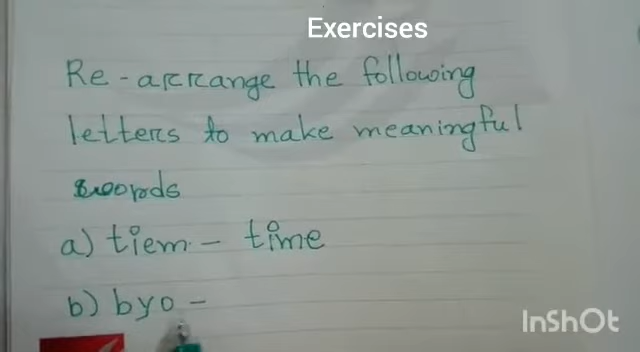 Exercises
Re-arrange the following
letters to make meaningful
words
a) tiem - time
b) byo -
InShOt